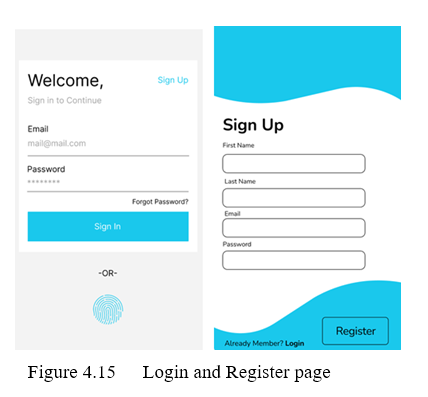 Welcome,
Sign Up
Sign in to Continue
Email
mail@mail.com
Password
********
Forgot Password?
Sign In
-OR-
Sign Up
First Name
Last Name
Email
Password
Register
Already Member? Login
Figure 4.15 Login and Register page